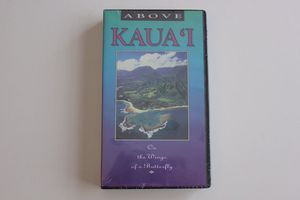 ABOVE
KAUA‘I
On
the Wings
of a Butterfly